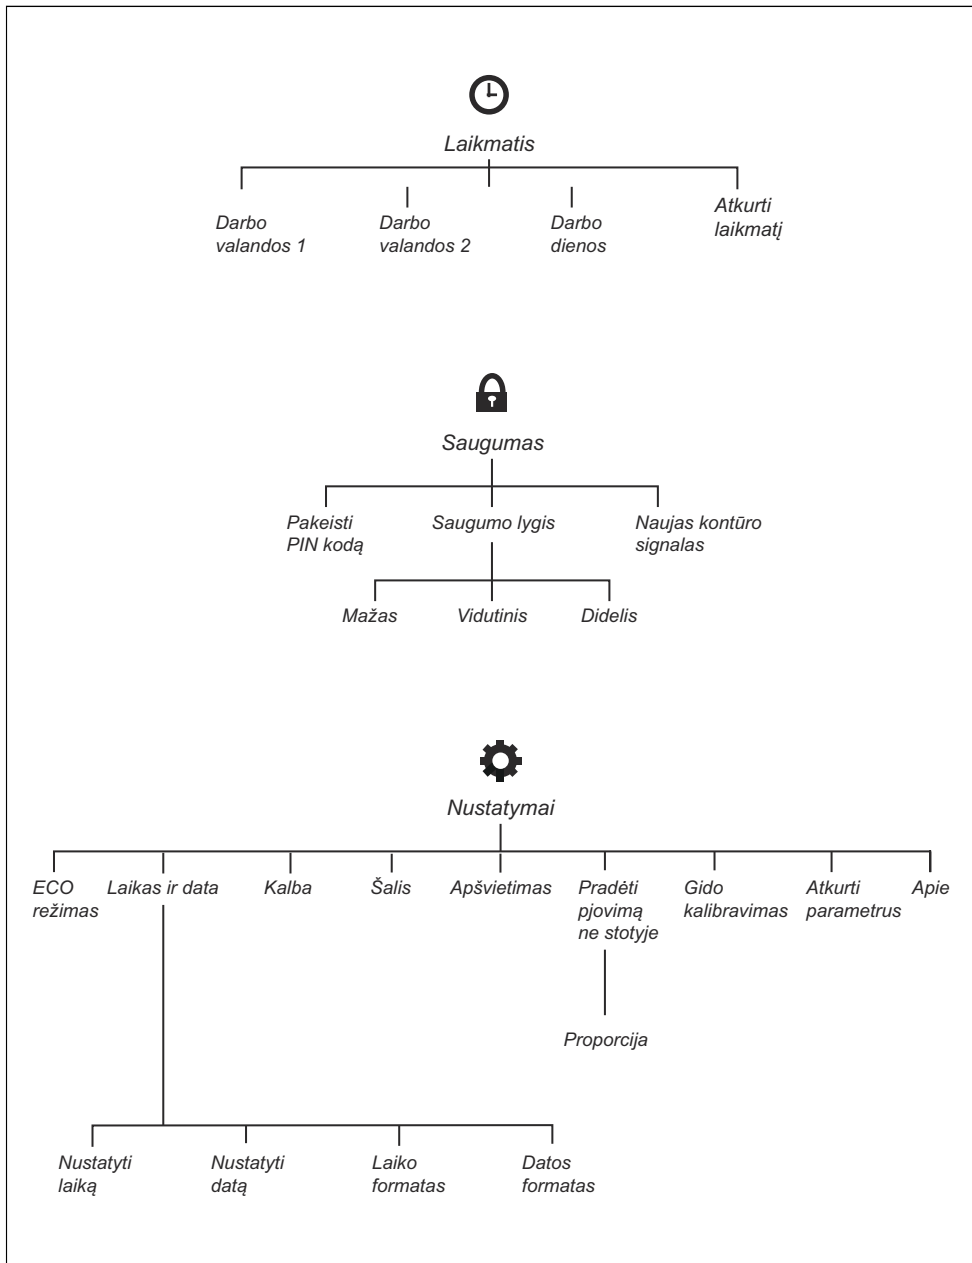 Laikmatis
Darbo
valandos 1
Darbo
valandos 2
Darbo
dienos
Atkurti
laikmatį
Saugumas
Pakeisti
PIN kodą
Saugumo lygis
Naujas kontūro
signalas
Mažas
Vidutinis
Didelis
Nustatymai
ECO
režimas
Laikas ir data
Kalba
Šalis
Apšvietimas
Pradėti
pjovimą
ne stotyje
Gido
kalibravimas
Atkurti
parametrus
Apie
Proporcija
Nustatyti
laiką
Nustatyti
datą
Laiko
formatas
Datos
formatas